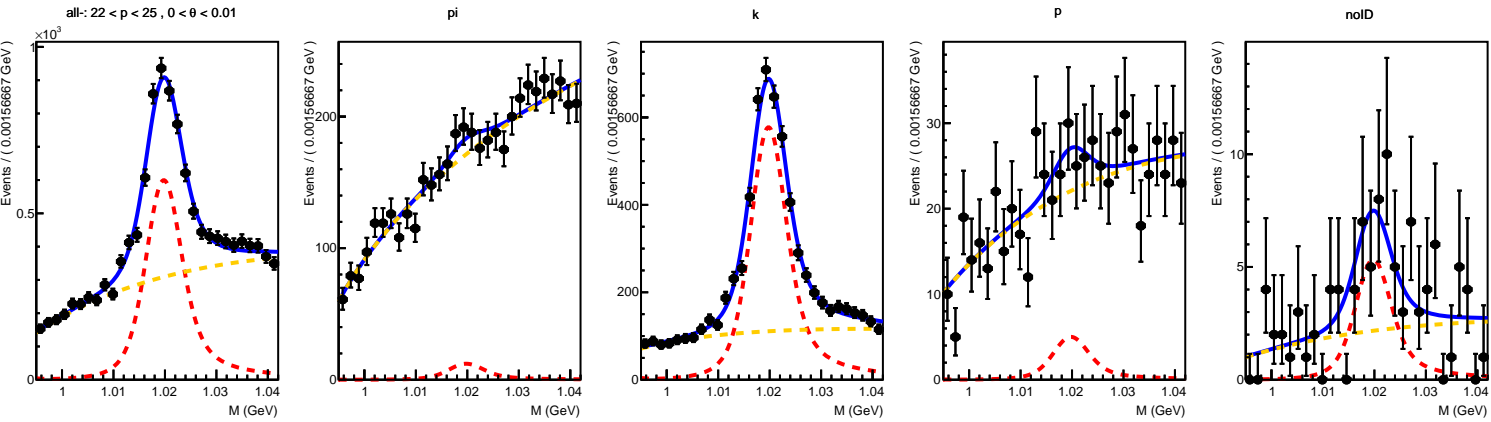 all-: 22 < p < 25 , 0 < θ < 0.01
×10³
Events / ( 0.00156667 GeV )
1
0.5
0
1 1.01 1.02 1.03 1.04
M (GeV)
pi
Events / ( 0.00156667 GeV )
200
100
0
1 1.01 1.02 1.03 1.04
M (GeV)
k
Events / ( 0.00156667 GeV )
600
400
200
0
1 1.01 1.02 1.03 1.04
M (GeV)
p
Events / ( 0.00156667 GeV )
30
20
10
0
1 1.01 1.02 1.03 1.04
M (GeV)
noID
Events / ( 0.00156667 GeV )
10
5
0
1 1.01 1.02 1.03 1.04
M (GeV)